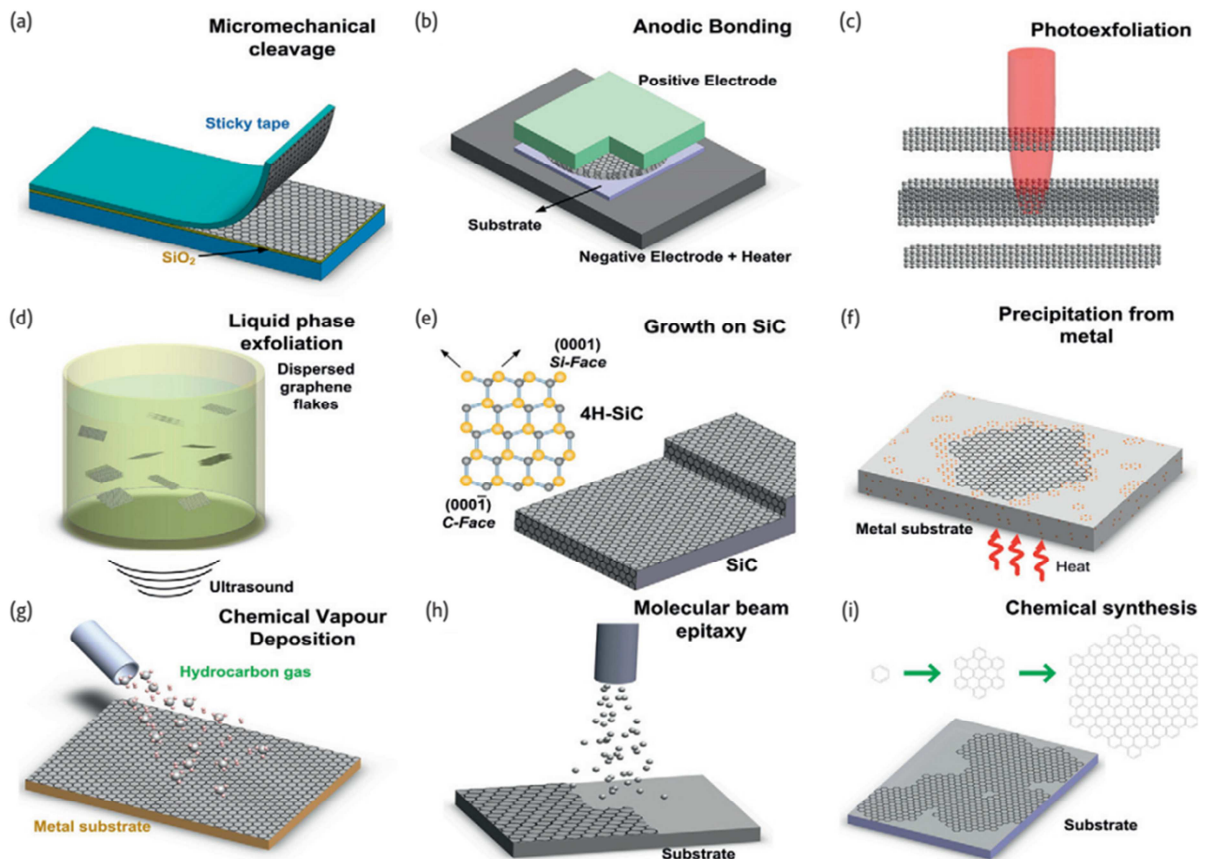 (a)
Micromechanical
cleavage
Sticky tape
SiO₂
(b)
Anodic Bonding
Positive Electrode
Substrate
Negative Electrode + Heater
(c)
Photoexfoliation
(d)
Liquid phase
exfoliation
Dispersed
graphene
flakes
Ultrasound
(e)
Growth on SiC
(0001)
Si-Face
4H-SiC
(0001̄)
C-Face
SiC
(f)
Precipitation from
metal
Metal substrate
Heat
(g)
Chemical Vapour
Deposition
Hydrocarbon gas
Metal substrate
(h)
Molecular beam
epitaxy
Substrate
(i)
Chemical synthesis
Substrate